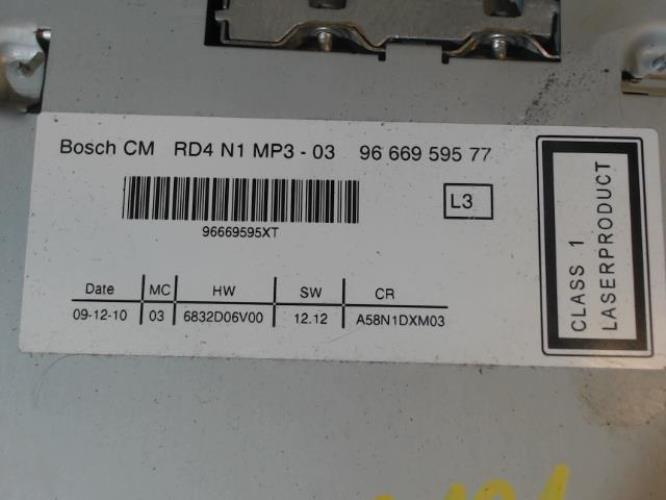 Bosch CM RD4 N1 MP3 - 03 96 669 595 77
96669595XT
L3
Date MC HW SW CR
09-12-10 03 6832D06V00 12.12 A58N1DXM03
CLASS 1
LASERPRODUCT